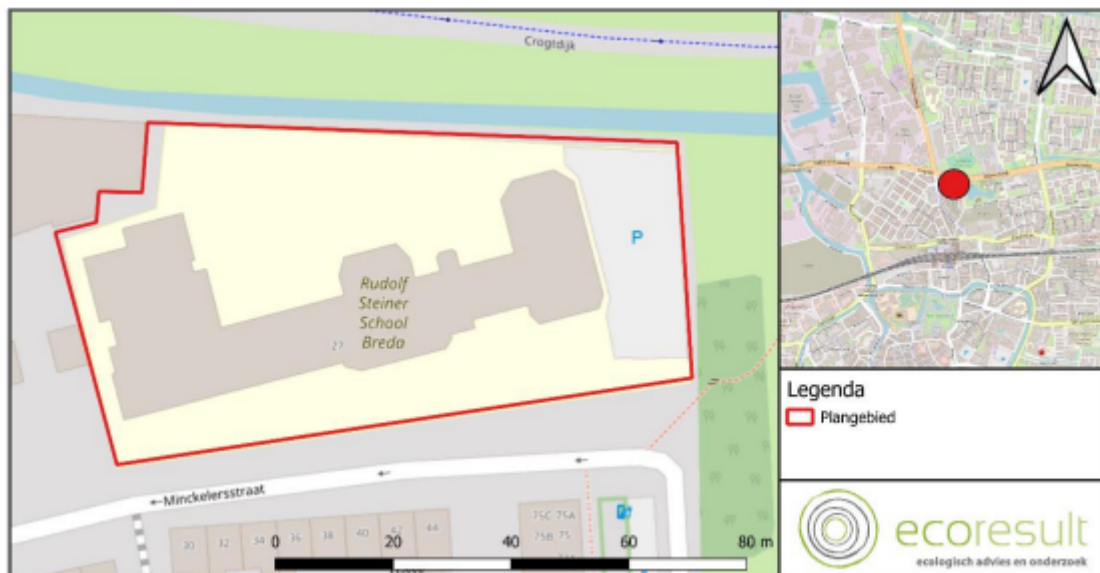 Crogtdijk
P
Rudolf
Steiner
School
Breda
27
Minckelersstraat
30 32 34 36 38 40 42 44
75C 75A
75B 75
0 20 40 60 80 m
Legenda
Plangebied
ecoresult
ecologisch advies en onderzoek